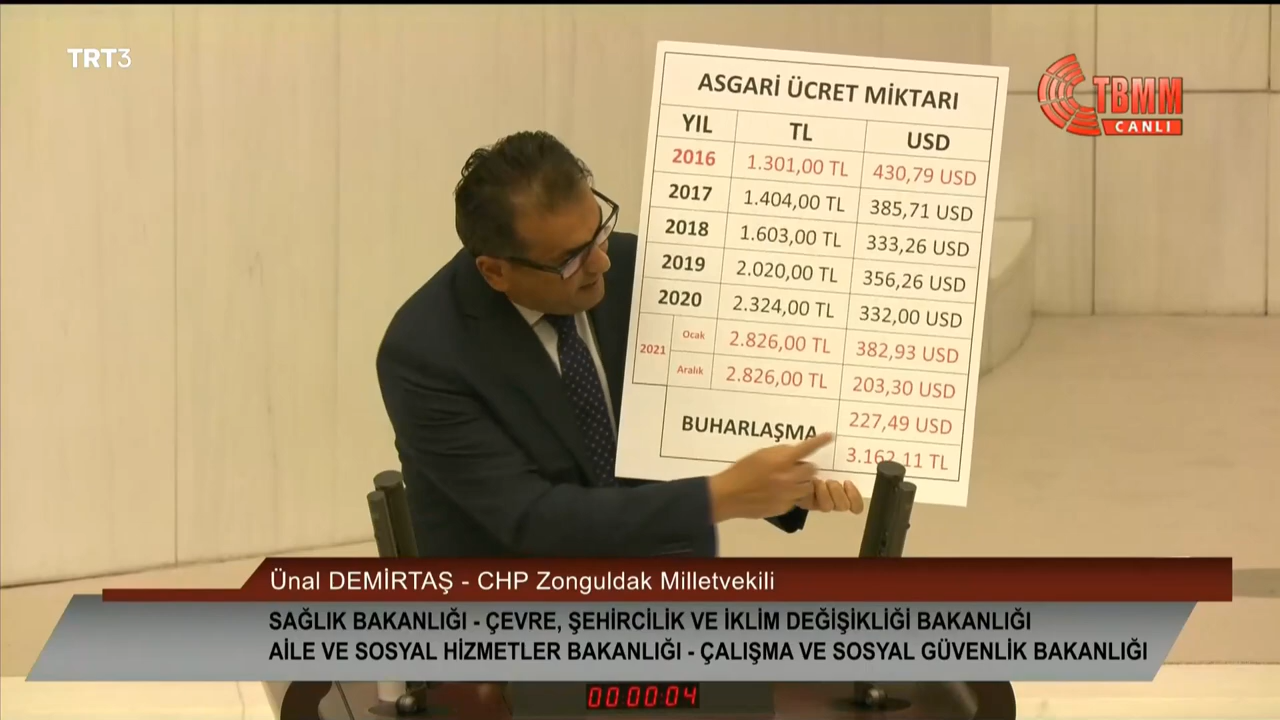 TRT3
TBMM
CANLI
ASGARİ ÜCRET MİKTARI
YIL TL USD
2016 1.301,00 TL 430,79 USD
2017 1.404,00 TL 385,71 USD
2018 1.603,00 TL 333,26 USD
2019 2.020,00 TL 356,26 USD
2020 2.324,00 TL 332,00 USD
2021 Ocak 2.826,00 TL 382,93 USD
Aralık 2.826,00 TL 203,30 USD
BUHARLAŞMA 227,49 USD
3.162,11 TL
Ünal DEMİRTAŞ - CHP Zonguldak Milletvekili
SAĞLIK BAKANLIĞI - ÇEVRE, ŞEHİRCİLİK VE İKLİM DEĞİŞİKLİĞİ BAKANLIĞI
AİLE VE SOSYAL HİZMETLER BAKANLIĞI - ÇALIŞMA VE SOSYAL GÜVENLİK BAKANLIĞI
00:00:04